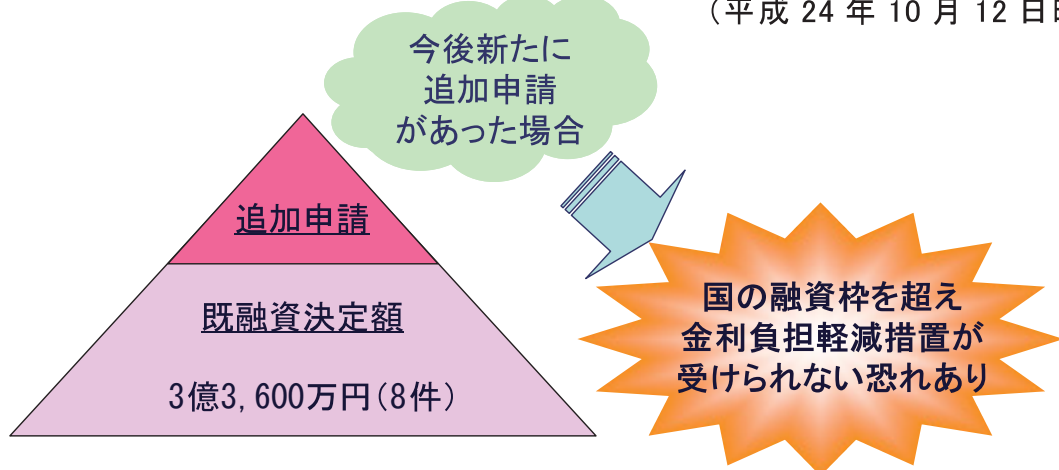 （平成 24 年 10 月 12 日
今後新たに
追加申請
があった場合
追加申請
既融資決定額
3億3,600万円（8件）
国の融資枠を超え
金利負担軽減措置が
受けられない恐れあり